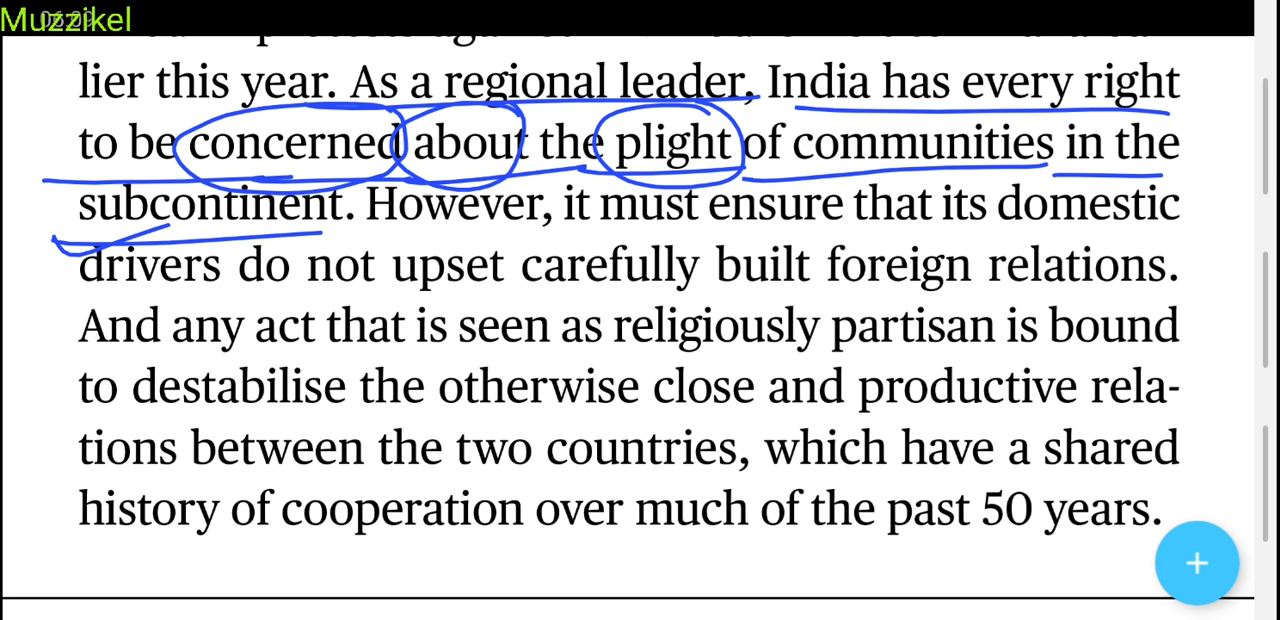 Muzzikel
lier this year. As a regional leader, India has every right
to be concerned about the plight of communities in the
subcontinent. However, it must ensure that its domestic
drivers do not upset carefully built foreign relations.
And any act that is seen as religiously partisan is bound
to destabilise the otherwise close and productive rela-
tions between the two countries, which have a shared
history of cooperation over much of the past 50 years.
+